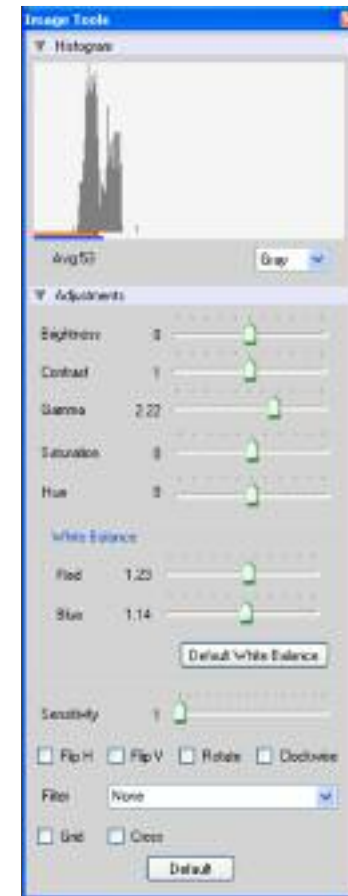 Image Tools
Histogram
Avg:53 Gray
Adjustments
Brightness 0
Contrast 1
Gamma 2.22
Saturation 0
Hue 0
White Balance
Red 1.23
Blue 1.14
Default White Balance
Sensitivity 1
Flip H Flip V Rotate Clockwise
Filter None
Grid Cross
Default